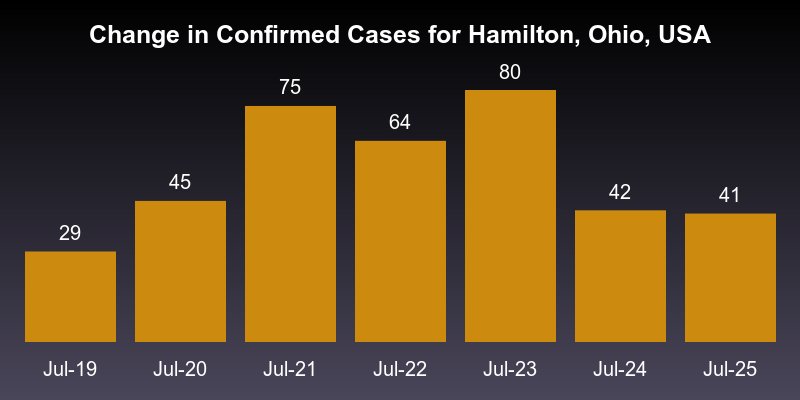 Change in Confirmed Cases for Hamilton, Ohio, USA
29 45 75 64 80 42 41
Jul-19 Jul-20 Jul-21 Jul-22 Jul-23 Jul-24 Jul-25